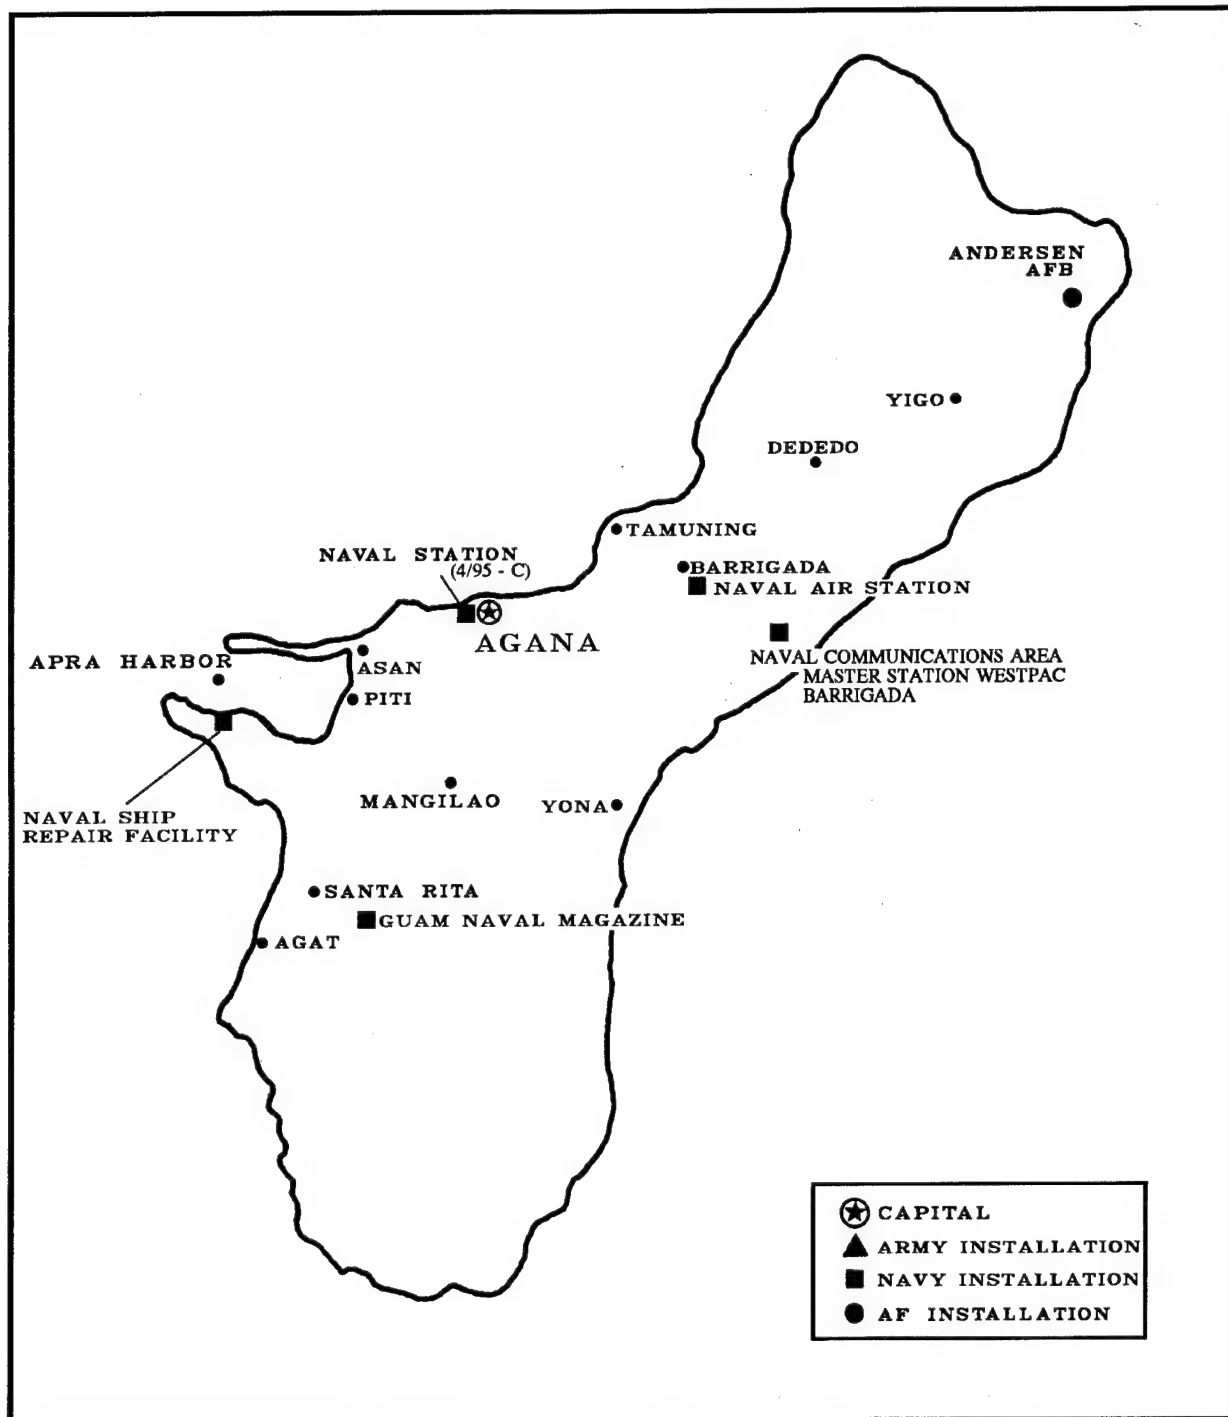 ANDERSEN
AFB
YIGO
DEDEDO
TAMUNING
NAVAL STATION
(4/95 - C)
BARRIGADA
NAVAL AIR STATION
AGANA
NAVAL COMMUNICATIONS AREA
MASTER STATION WESTPAC
BARRIGADA
APRA HARBOR
ASAN
PITI
MANGILAO
YONA
NAVAL SHIP
REPAIR FACILITY
SANTA RITA
GUAM NAVAL MAGAZINE
AGAT
CAPITAL
ARMY INSTALLATION
NAVY INSTALLATION
AF INSTALLATION